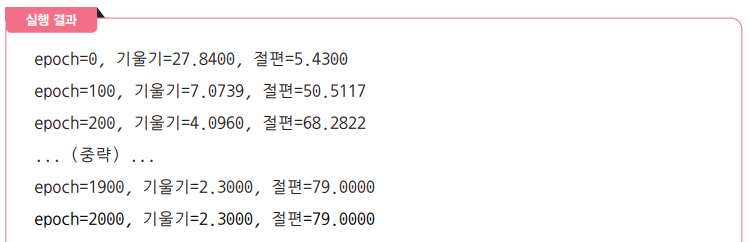 실행 결과
epoch=0, 기울기=27.8400, 절편=5.4300
epoch=100, 기울기=7.0739, 절편=50.5117
epoch=200, 기울기=4.0960, 절편=68.2822
... (중략) ...
epoch=1900, 기울기=2.3000, 절편=79.0000
epoch=2000, 기울기=2.3000, 절편=79.0000